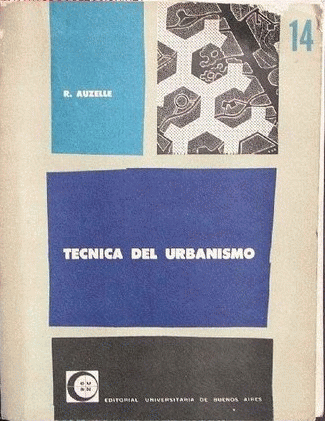 14
R. AUZELLE
TECNICA DEL URBANISMO
EDITORIAL UNIVERSITARIA DE BUENOS AIRES